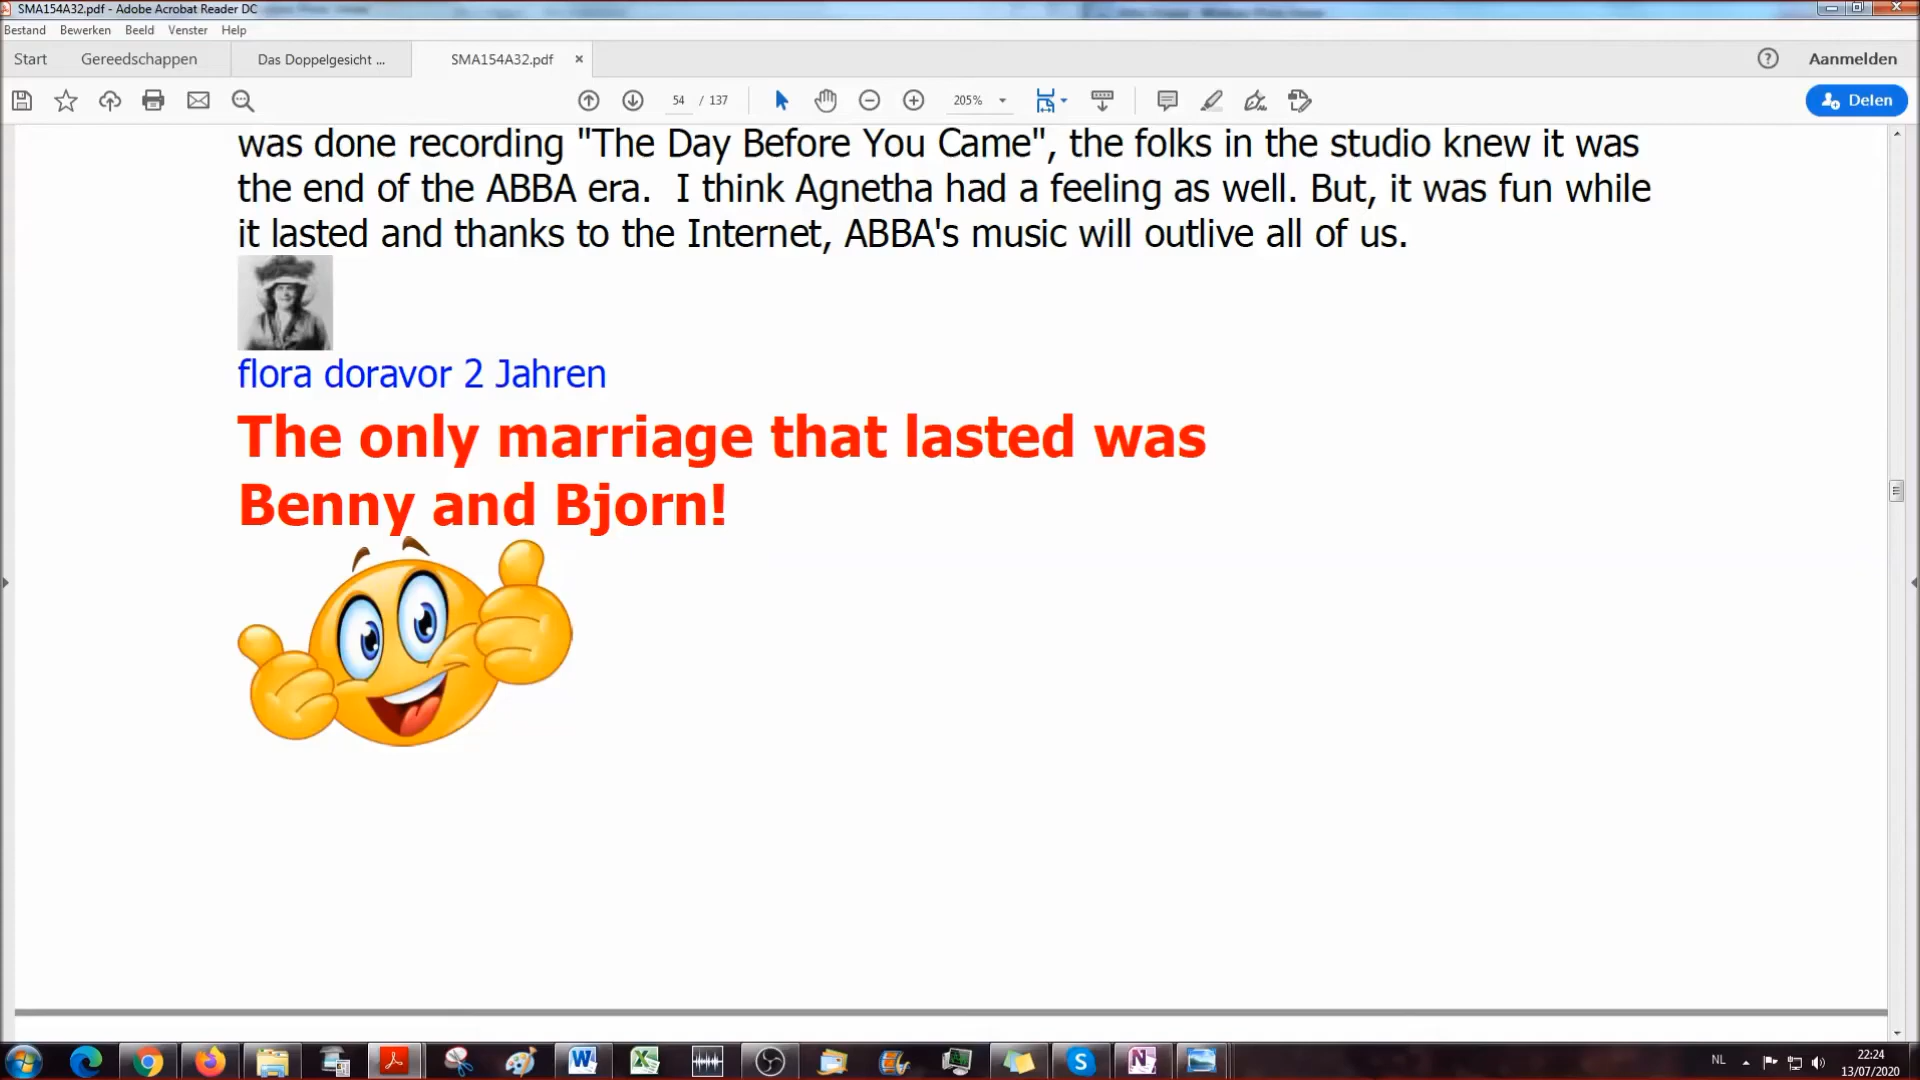 SMA154A32.pdf - Adobe Acrobat Reader DC
Bestand Bewerken Beeld Venster Help
Start Gereedschappen Das Doppelgesicht ... SMA154A32.pdf × ? Aanmelden
54 / 137 205% Delen
was done recording "The Day Before You Came", the folks in the studio knew it was
the end of the ABBA era.  I think Agnetha had a feeling as well. But, it was fun while
it lasted and thanks to the Internet, ABBA's music will outlive all of us.
flora doravor 2 Jahren
The only marriage that lasted was
Benny and Bjorn!
NL 22:24
13/07/2020